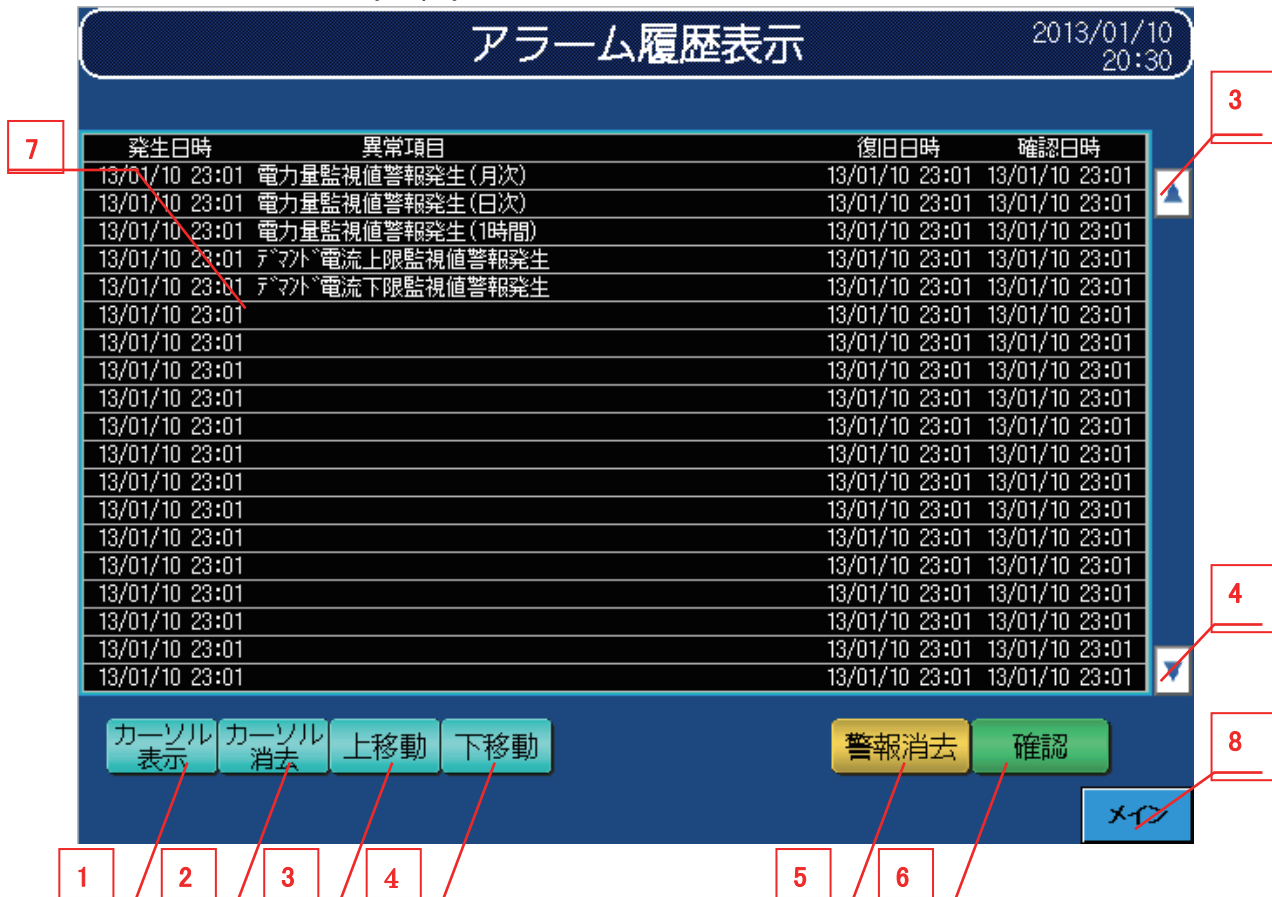 アラーム履歴表示
2013/01/10
20:30
3
7
発生日時 異常項目 復旧日時 確認日時
13/01/10 23:01 電力量監視値警報発生(月次) 13/01/10 23:01 13/01/10 23:01
13/01/10 23:01 電力量監視値警報発生(日次) 13/01/10 23:01 13/01/10 23:01
13/01/10 23:01 電力量監視値警報発生(1時間) 13/01/10 23:01 13/01/10 23:01
13/01/10 23:01 デマンド電流上限監視値警報発生 13/01/10 23:01 13/01/10 23:01
13/01/10 23:01 デマンド電流下限監視値警報発生 13/01/10 23:01 13/01/10 23:01
13/01/10 23:01 13/01/10 23:01 13/01/10 23:01
13/01/10 23:01 13/01/10 23:01 13/01/10 23:01
13/01/10 23:01 13/01/10 23:01 13/01/10 23:01
13/01/10 23:01 13/01/10 23:01 13/01/10 23:01
13/01/10 23:01 13/01/10 23:01 13/01/10 23:01
13/01/10 23:01 13/01/10 23:01 13/01/10 23:01
13/01/10 23:01 13/01/10 23:01 13/01/10 23:01
13/01/10 23:01 13/01/10 23:01 13/01/10 23:01
13/01/10 23:01 13/01/10 23:01 13/01/10 23:01
13/01/10 23:01 13/01/10 23:01 13/01/10 23:01
13/01/10 23:01 13/01/10 23:01 13/01/10 23:01
13/01/10 23:01 13/01/10 23:01 13/01/10 23:01
13/01/10 23:01 13/01/10 23:01 13/01/10 23:01
13/01/10 23:01 13/01/10 23:01 13/01/10 23:01
4
カーソル
表示
カーソル
消去
上移動
下移動
警報消去
確認
8
メイン
1
2
3
4
5
6